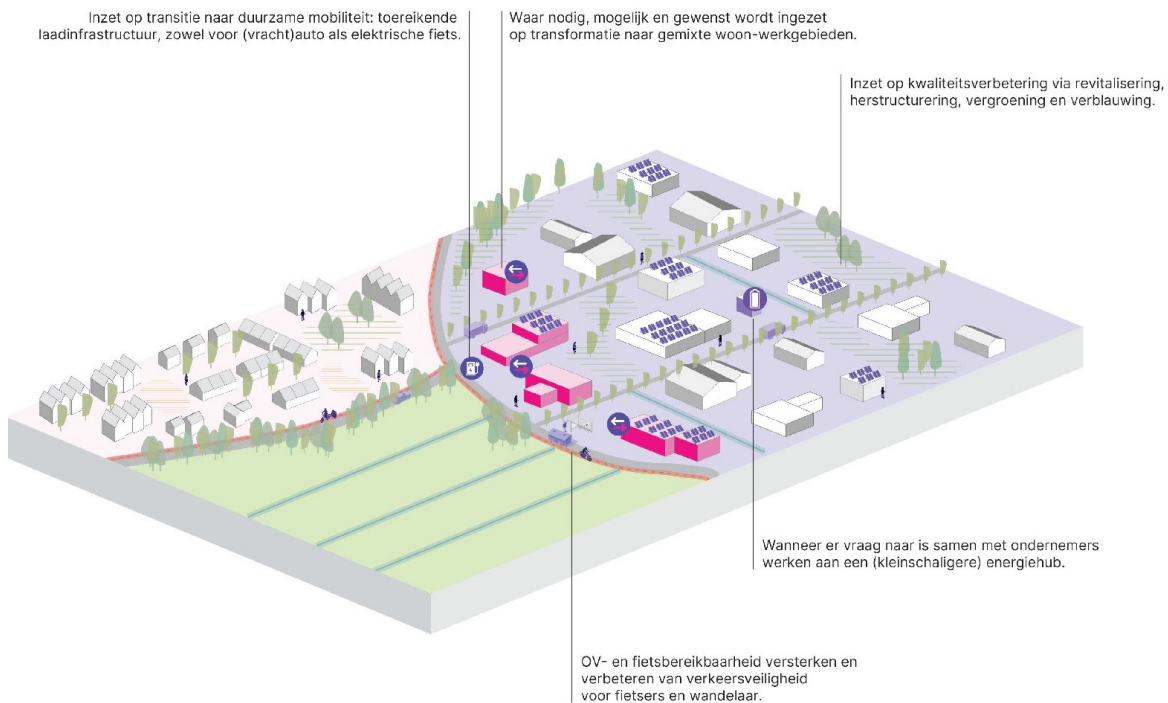 Inzet op transitie naar duurzame mobiliteit: toereikende
laadinfrastructuur, zowel voor (vracht)auto als elektrische fiets.
Waar nodig, mogelijk en gewenst wordt ingezet
op transformatie naar gemixte woon-werkgebieden.
Inzet op kwaliteitsverbetering via revitalisering,
herstructurering, vergroening en verblauwing.
Wanneer er vraag naar is samen met ondernemers
werken aan een (kleinschaligere) energiehub.
OV- en fietsbereikbaarheid versterken en
verbeteren van verkeersveiligheid
voor fietsers en wandelaar.